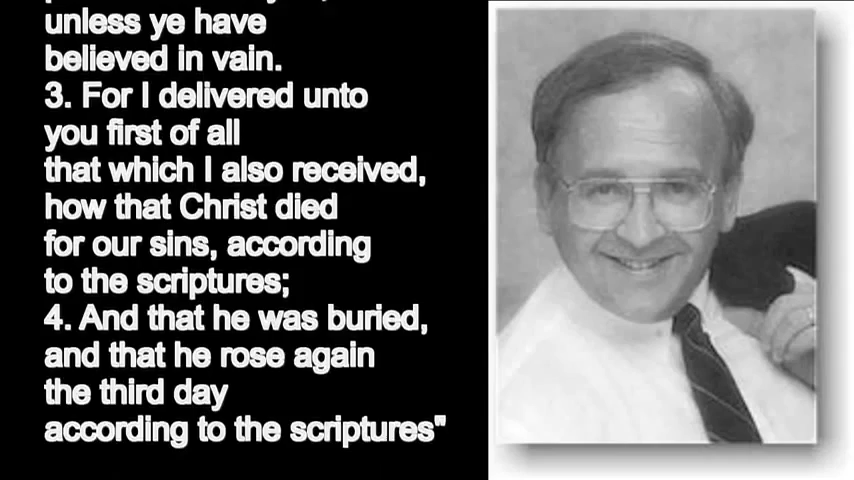 unless ye have
believed in vain.
3. For I delivered unto
you first of all
that which I also received,
how that Christ died
for our sins, according
to the scriptures;
4. And that he was buried,
and that he rose again
the third day
according to the scriptures"